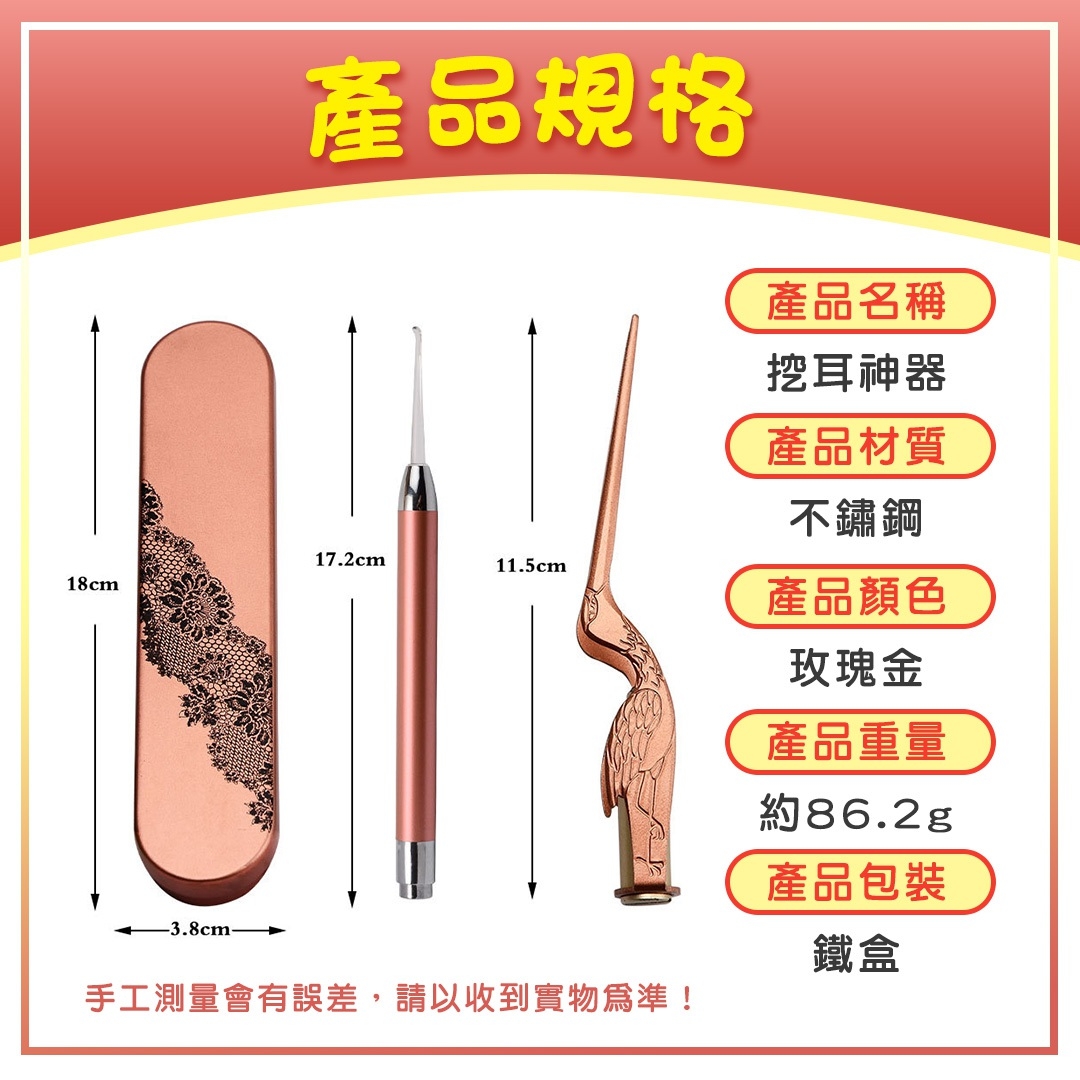 產品規格
產品名稱
挖耳神器
產品材質
不鏽鋼
產品顏色
玫瑰金
產品重量
約86.2g
產品包裝
鐵盒
18cm
17.2cm
11.5cm
3.8cm
手工測量會有誤差，請以收到實物為準！